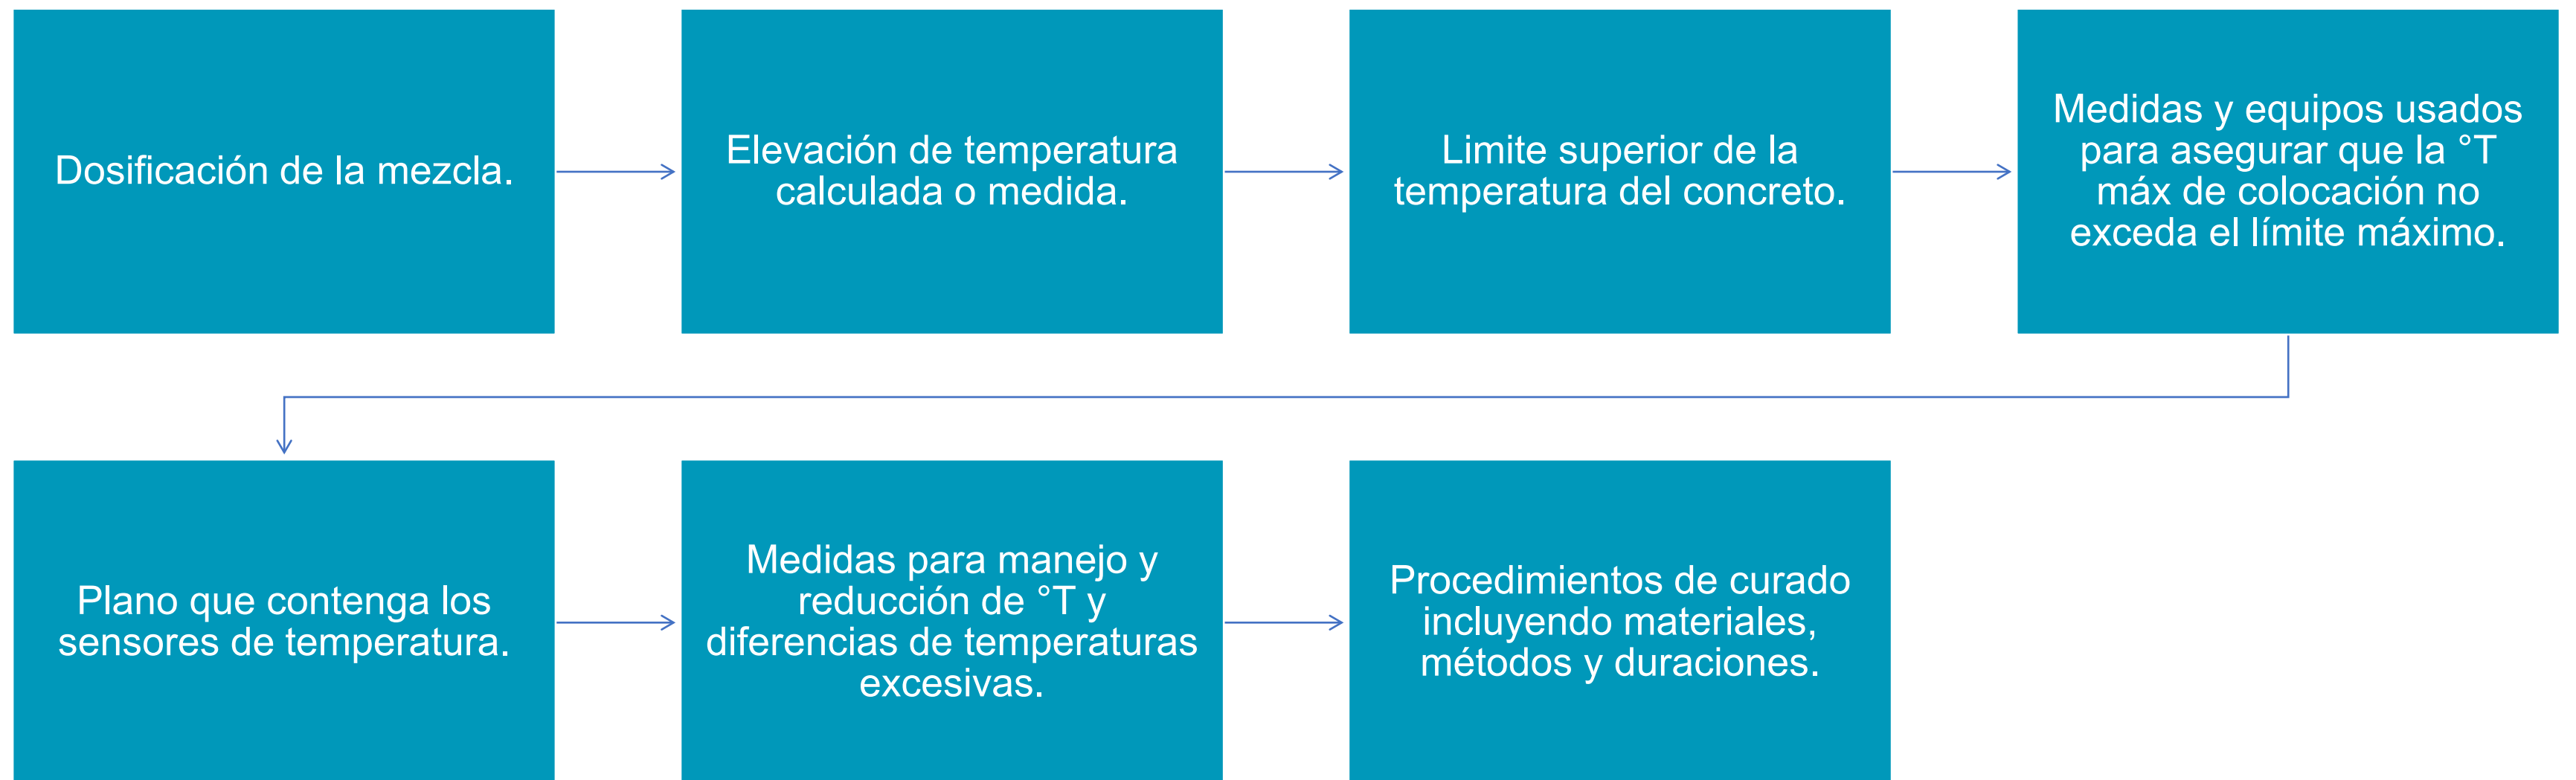 Dosificación de la mezcla.
Elevación de temperatura
calculada o medida.
Limite superior de la
temperatura del concreto.
Medidas y equipos usados
para asegurar que la °T
máx de colocación no
exceda el límite máximo.
Plano que contenga los
sensores de temperatura.
Medidas para manejo y
reducción de °T y
diferencias de temperaturas
excesivas.
Procedimientos de curado
incluyendo materiales,
métodos y duraciones.